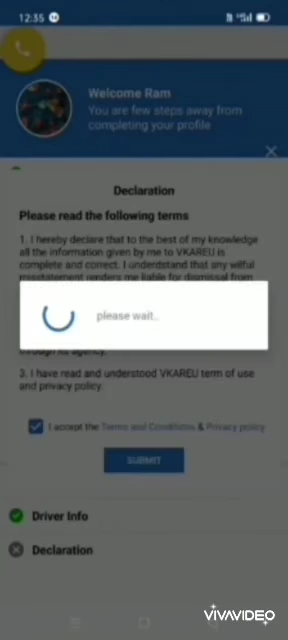 12:35
Welcome Ram
You are few steps away from
completing your profile
Declaration
Please read the following terms
1. I hereby declare that to the best of my knowledge
all the information given by me to VKAREU is
complete and correct. I understand that any wilful
misstatement renders me liable for dismissal from
please wait..
through its agency.
3. I have read and understood VKAREU term of use
and privacy policy.
I accept the Terms and Conditions & Privacy policy
SUBMIT
Driver Info
Declaration
VIVAVIDEO